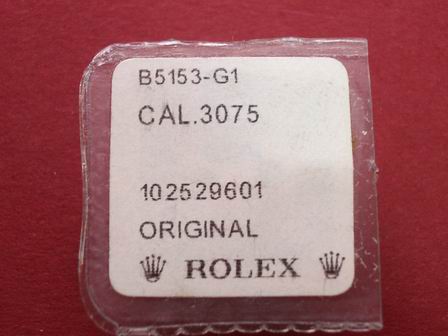 B5153-G1
CAL.3075
102529601
ORIGINAL
ROLEX